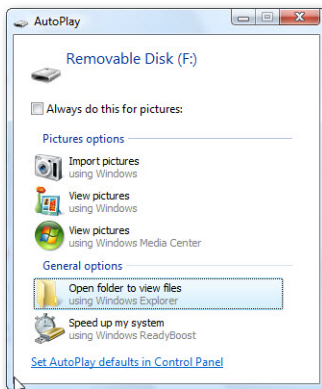 AutoPlay
Removable Disk (F:)
Always do this for pictures:
Pictures options
Import pictures
using Windows
View pictures
using Windows
View pictures
using Windows Media Center
General options
Open folder to view files
using Windows Explorer
Speed up my system
using Windows ReadyBoost
Set AutoPlay defaults in Control Panel